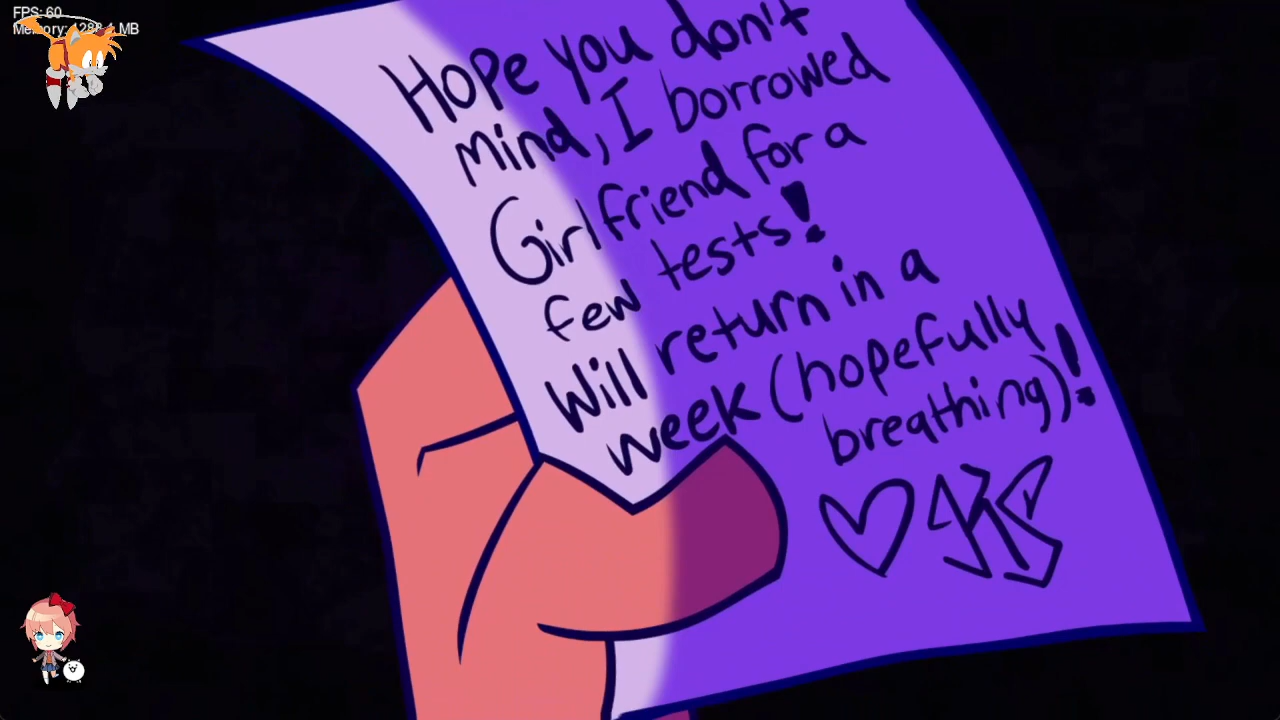 FPS: 60
Hope you don't
mind, I borrowed
Girlfriend for a
few tests!
Will return in a
week (hopefully
breathing)!